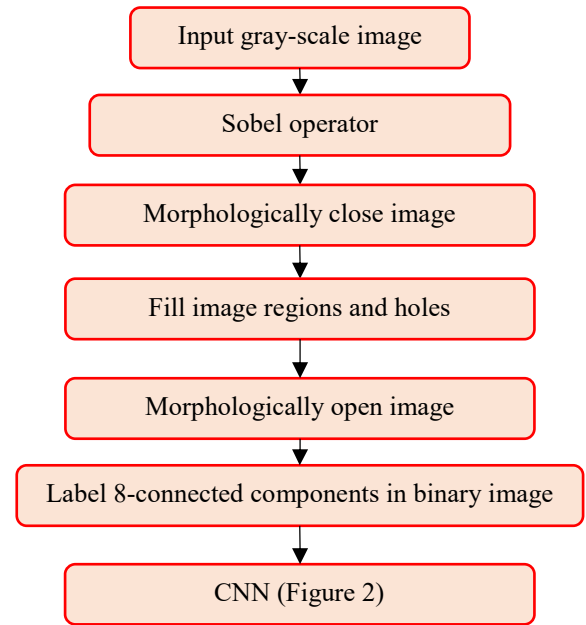 Input gray-scale image
Sobel operator
Morphologically close image
Fill image regions and holes
Morphologically open image
Label 8-connected components in binary image
CNN (Figure 2)